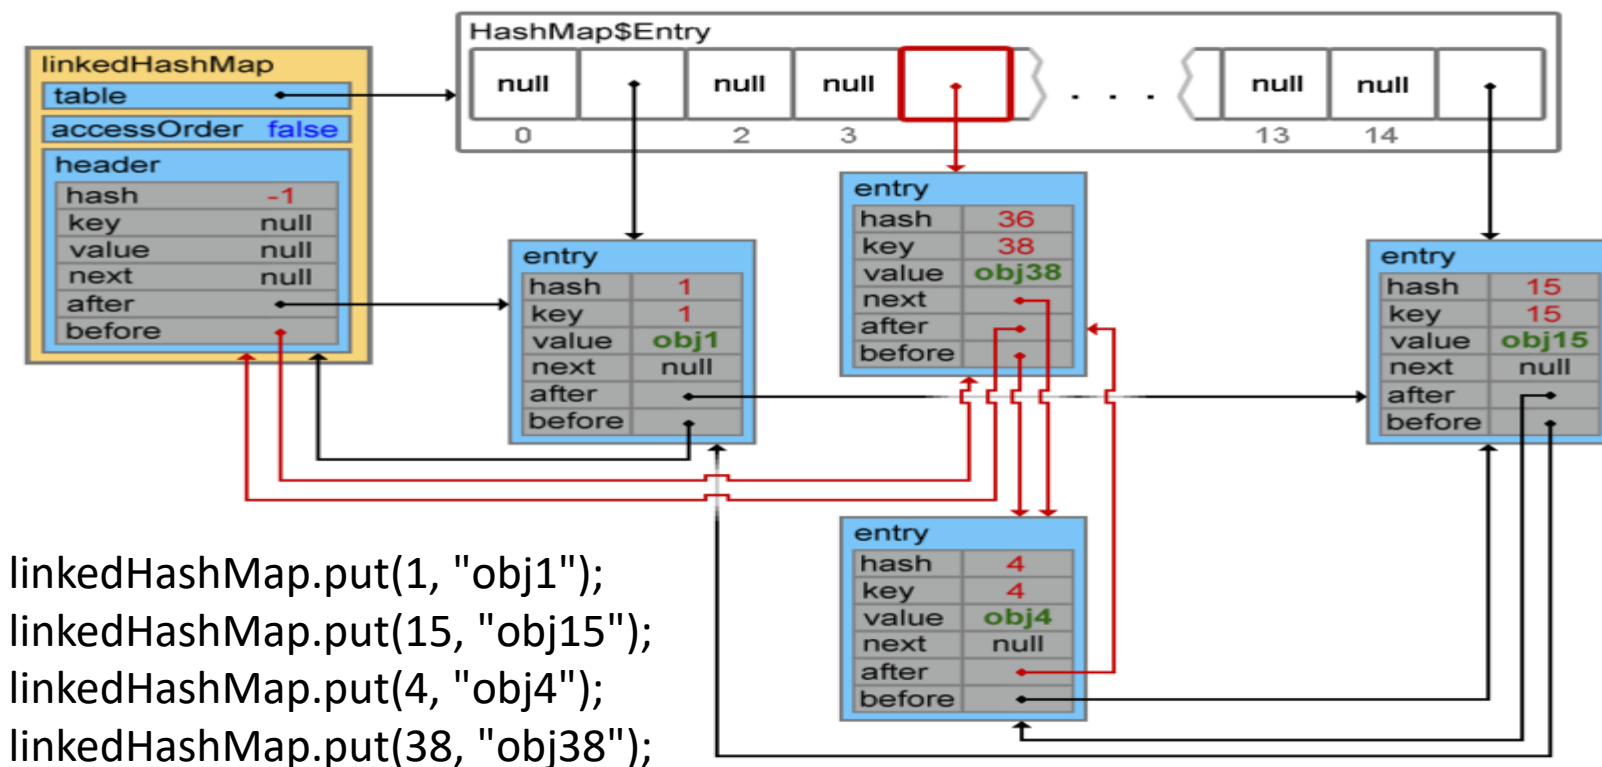 HashMap$Entry
null null null . . . null null
0 2 3 13 14
linkedHashMap
table
accessOrder false
header
hash -1
key null
value null
next null
after
before
entry
hash 1
key 1
value obj1
next null
after
before
entry
hash 36
key 38
value obj38
next
after
before
entry
hash 15
key 15
value obj15
next null
after
before
entry
hash 4
key 4
value obj4
next null
after
before
linkedHashMap.put(1, "obj1");
linkedHashMap.put(15, "obj15");
linkedHashMap.put(4, "obj4");
linkedHashMap.put(38, "obj38");